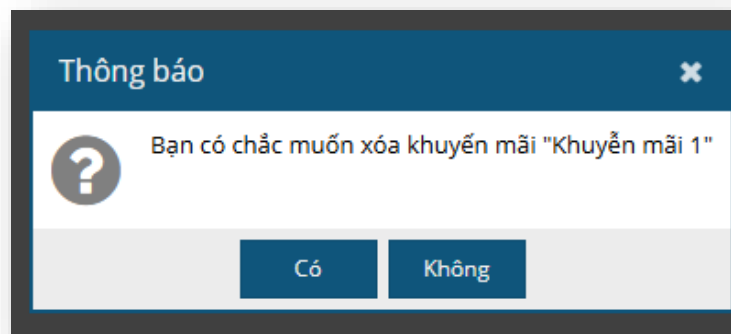 Thông báo
Bạn có chắc muốn xóa khuyến mãi "Khuyễn mãi 1"
Có
Không